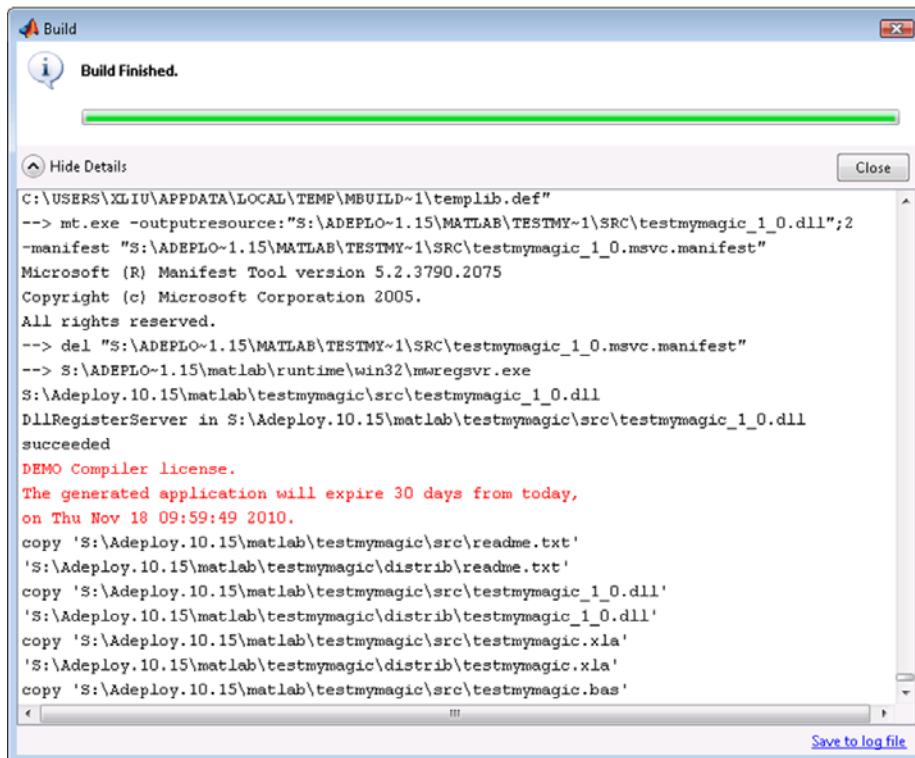 Build
Build Finished.
Hide Details
Close
C:\USERS\XLIU\APPDATA\LOCAL\TEMP\MBUILD~1\templib.def"
--> mt.exe -outputresource:"S:\ADEPLO~1.15\MATLAB\TESTMY~1\SRC\testmymagic_1_0.dll";2
-manifest "S:\ADEPLO~1.15\MATLAB\TESTMY~1\SRC\testmymagic_1_0.msvc.manifest"
Microsoft (R) Manifest Tool version 5.2.3790.2075
Copyright (c) Microsoft Corporation 2005.
All rights reserved.
--> del "S:\ADEPLO~1.15\MATLAB\TESTMY~1\SRC\testmymagic_1_0.msvc.manifest"
--> S:\ADEPLO~1.15\matlab\runtime\win32\mwregsvr.exe
S:\Adeploy.10.15\matlab\testmymagic\src\testmymagic_1_0.dll
DllRegisterServer in S:\Adeploy.10.15\matlab\testmymagic\src\testmymagic_1_0.dll
succeeded
DEMO Compiler license.
The generated application will expire 30 days from today,
on Thu Nov 18 09:59:49 2010.
copy 'S:\Adeploy.10.15\matlab\testmymagic\src\readme.txt'
'S:\Adeploy.10.15\matlab\testmymagic\distrib\readme.txt'
copy 'S:\Adeploy.10.15\matlab\testmymagic\src\testmymagic_1_0.dll'
'S:\Adeploy.10.15\matlab\testmymagic\distrib\testmymagic_1_0.dll'
copy 'S:\Adeploy.10.15\matlab\testmymagic\src\testmymagic.xla'
'S:\Adeploy.10.15\matlab\testmymagic\distrib\testmymagic.xla'
copy 'S:\Adeploy.10.15\matlab\testmymagic\src\testmymagic.bas'
Save to log file